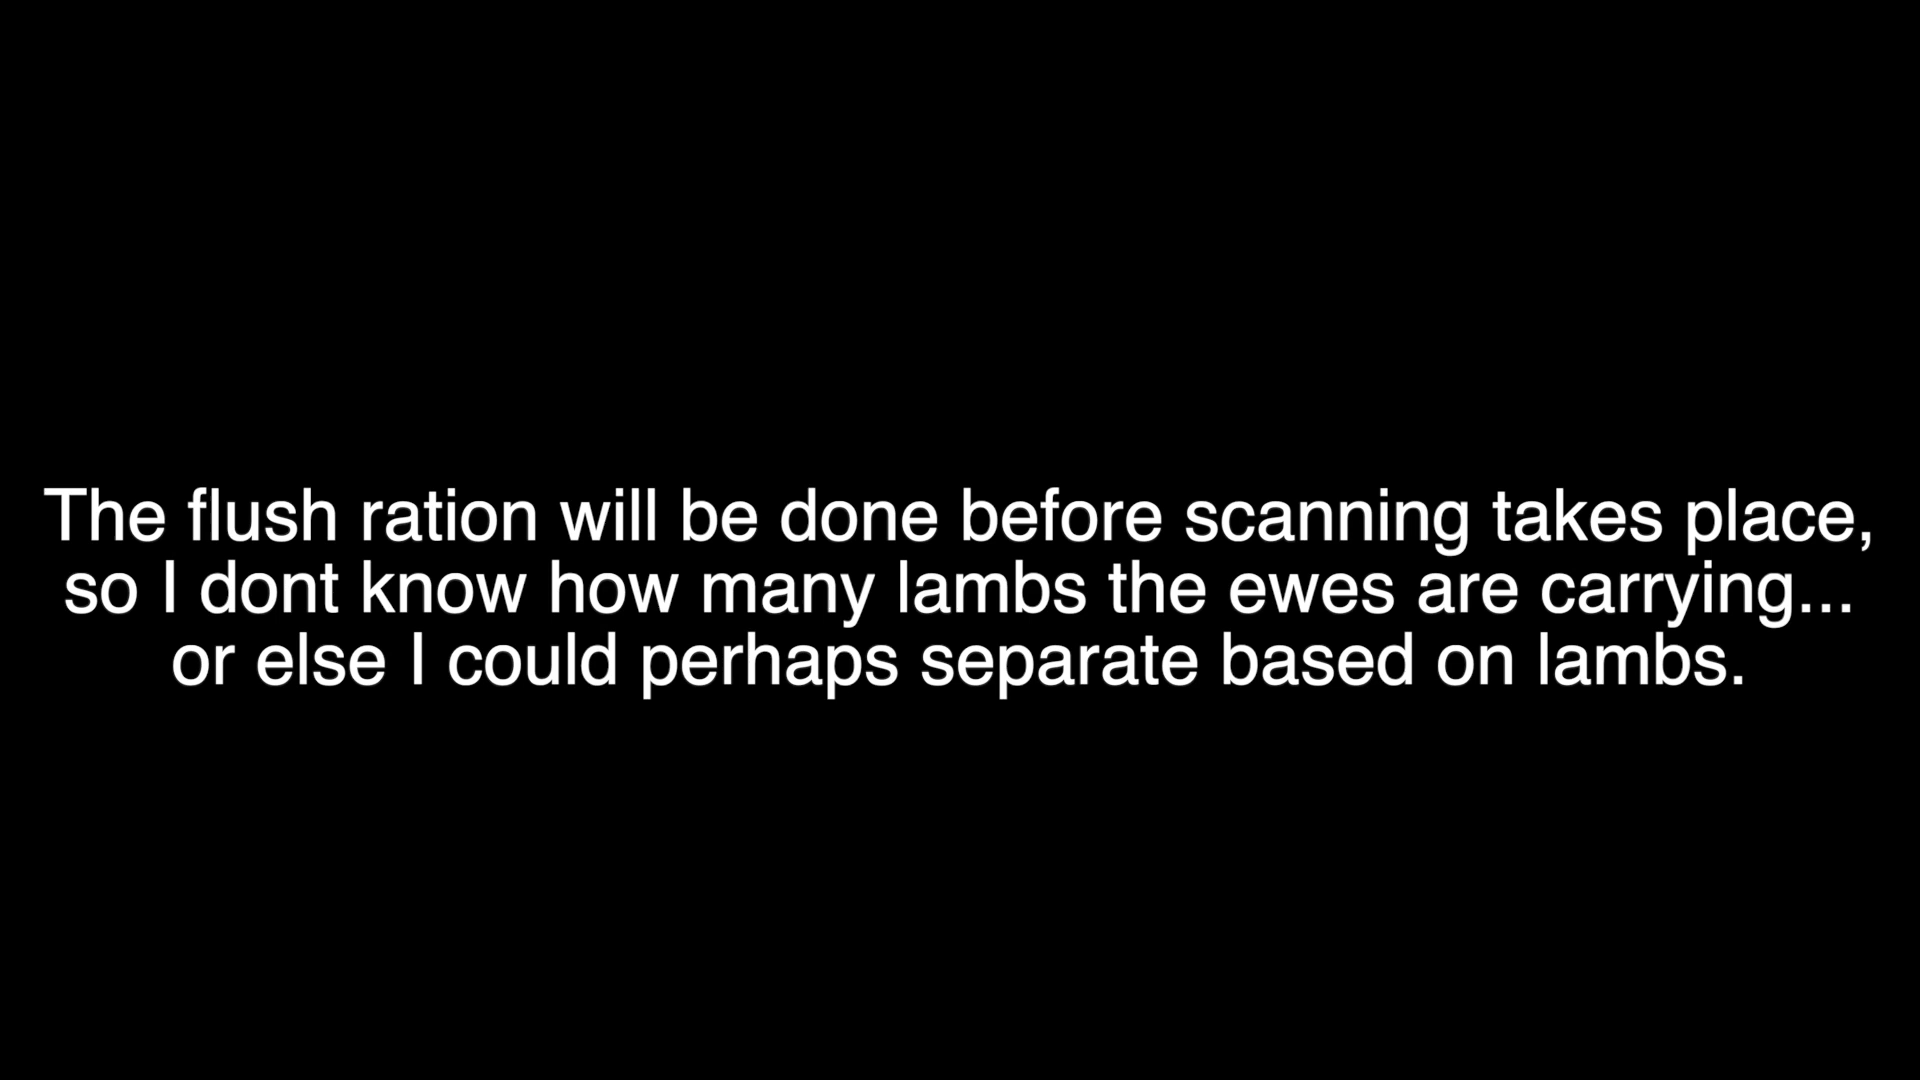 The flush ration will be done before scanning takes place,
so I dont know how many lambs the ewes are carrying...
or else I could perhaps separate based on lambs.